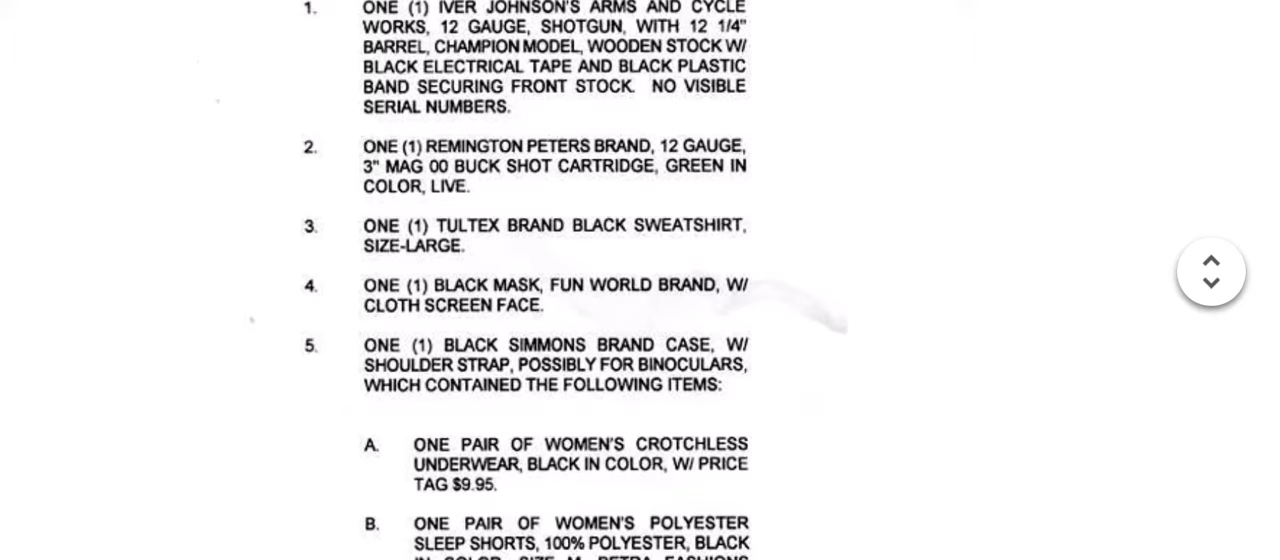 1. ONE (1) IVER JOHNSON'S ARMS AND CYCLE
WORKS, 12 GAUGE, SHOTGUN, WITH 12 1/4"
BARREL, CHAMPION MODEL, WOODEN STOCK W/
BLACK ELECTRICAL TAPE AND BLACK PLASTIC
BAND SECURING FRONT STOCK. NO VISIBLE
SERIAL NUMBERS.
2. ONE (1) REMINGTON PETERS BRAND, 12 GAUGE,
3" MAG 00 BUCK SHOT CARTRIDGE, GREEN IN
COLOR, LIVE.
3. ONE (1) TULTEX BRAND BLACK SWEATSHIRT,
SIZE-LARGE.
4. ONE (1) BLACK MASK, FUN WORLD BRAND, W/
CLOTH SCREEN FACE.
5. ONE (1) BLACK SIMMONS BRAND CASE, W/
SHOULDER STRAP, POSSIBLY FOR BINOCULARS,
WHICH CONTAINED THE FOLLOWING ITEMS:
A. ONE PAIR OF WOMEN'S CROTCHLESS
UNDERWEAR, BLACK IN COLOR, W/ PRICE
TAG $9.95.
B. ONE PAIR OF WOMEN'S POLYESTER
SLEEP SHORTS, 100% POLYESTER, BLACK